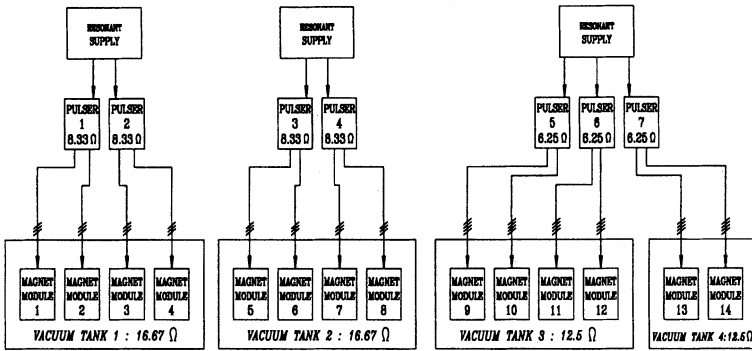 RESONANT
SUPPLY
RESONANT
SUPPLY
RESONANT
SUPPLY
PULSER
1
8.33 Ω
PULSER
2
8.33 Ω
PULSER
3
8.33 Ω
PULSER
4
8.33 Ω
PULSER
5
6.25 Ω
PULSER
6
6.25 Ω
PULSER
7
6.25 Ω
MAGNET
MODULE
1
MAGNET
MODULE
2
MAGNET
MODULE
3
MAGNET
MODULE
4
VACUUM TANK 1 : 16.67 Ω
MAGNET
MODULE
5
MAGNET
MODULE
6
MAGNET
MODULE
7
MAGNET
MODULE
8
VACUUM TANK 2 : 16.67 Ω
MAGNET
MODULE
9
MAGNET
MODULE
10
MAGNET
MODULE
11
MAGNET
MODULE
12
VACUUM TANK 3 : 12.5 Ω
MAGNET
MODULE
13
MAGNET
MODULE
14
VACUUM TANK 4:12.5Ω